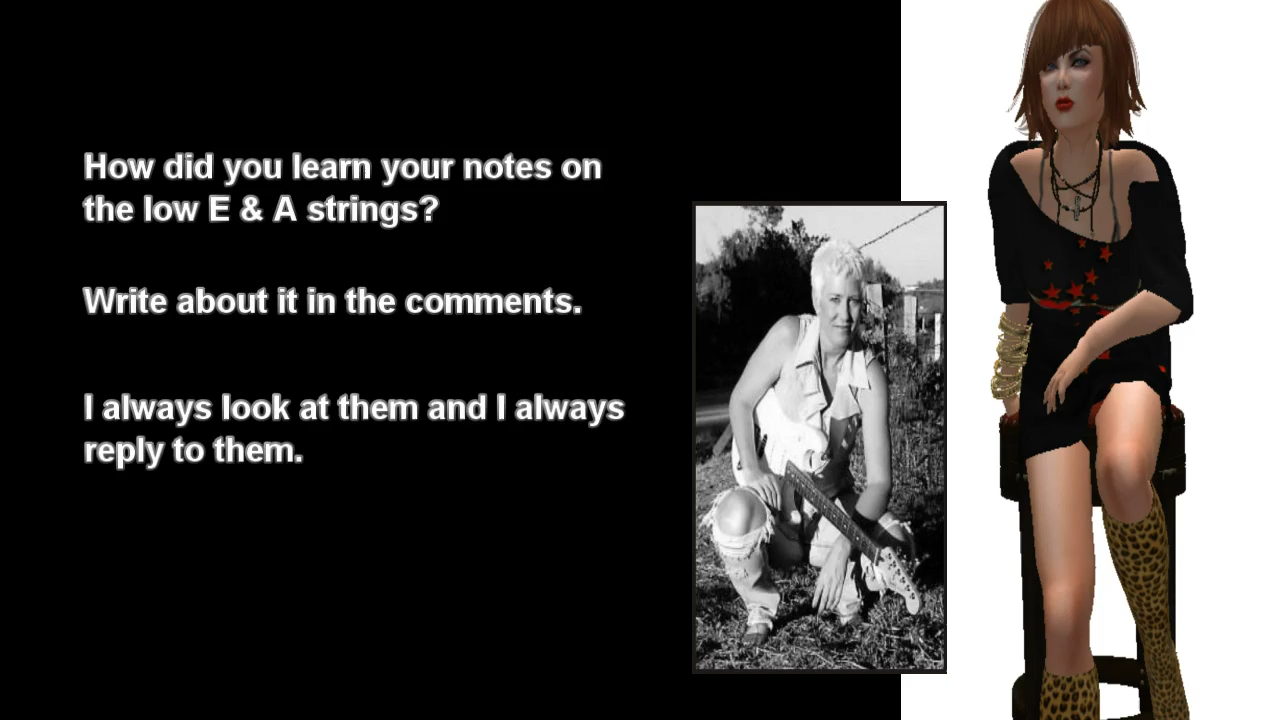 How did you learn your notes on
the low E & A strings?
Write about it in the comments.
I always look at them and I always
reply to them.